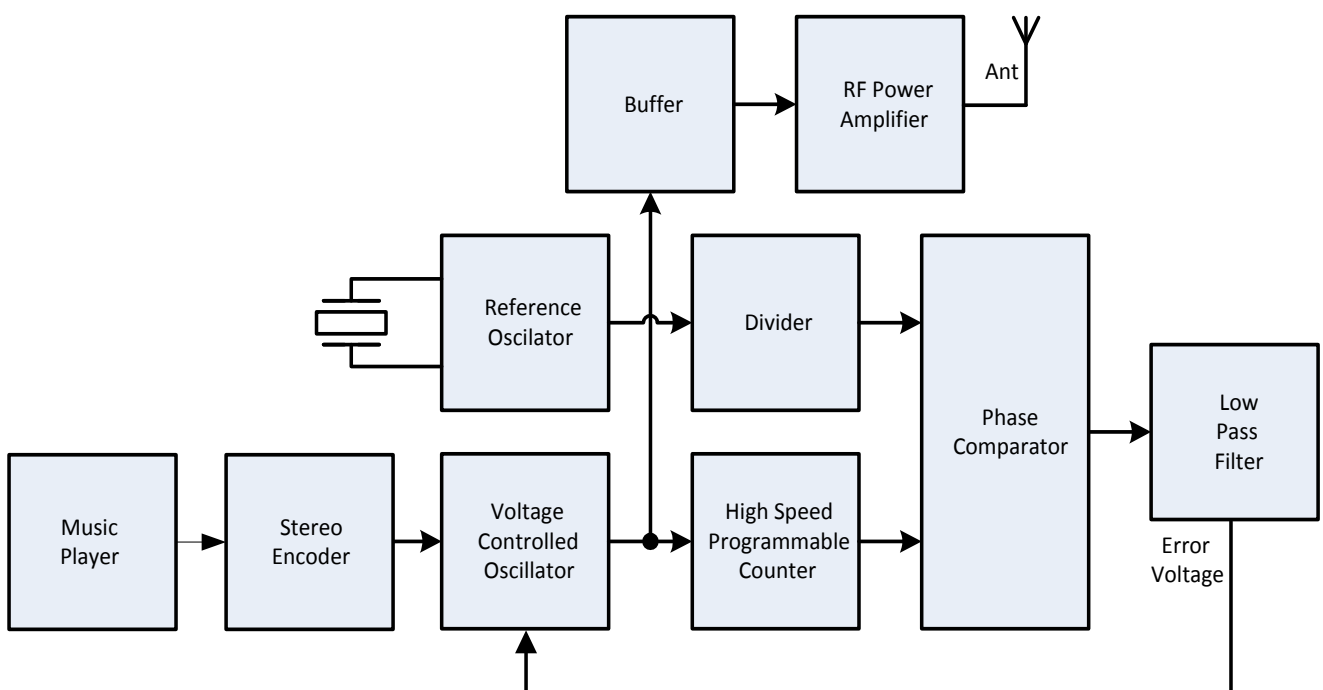 Buffer
RF Power
Amplifier
Ant
Reference
Oscilator
Divider
Phase
Comparator
Low
Pass
Filter
Music
Player
Stereo
Encoder
Voltage
Controlled
Oscillator
High Speed
Programmable
Counter
Error
Voltage